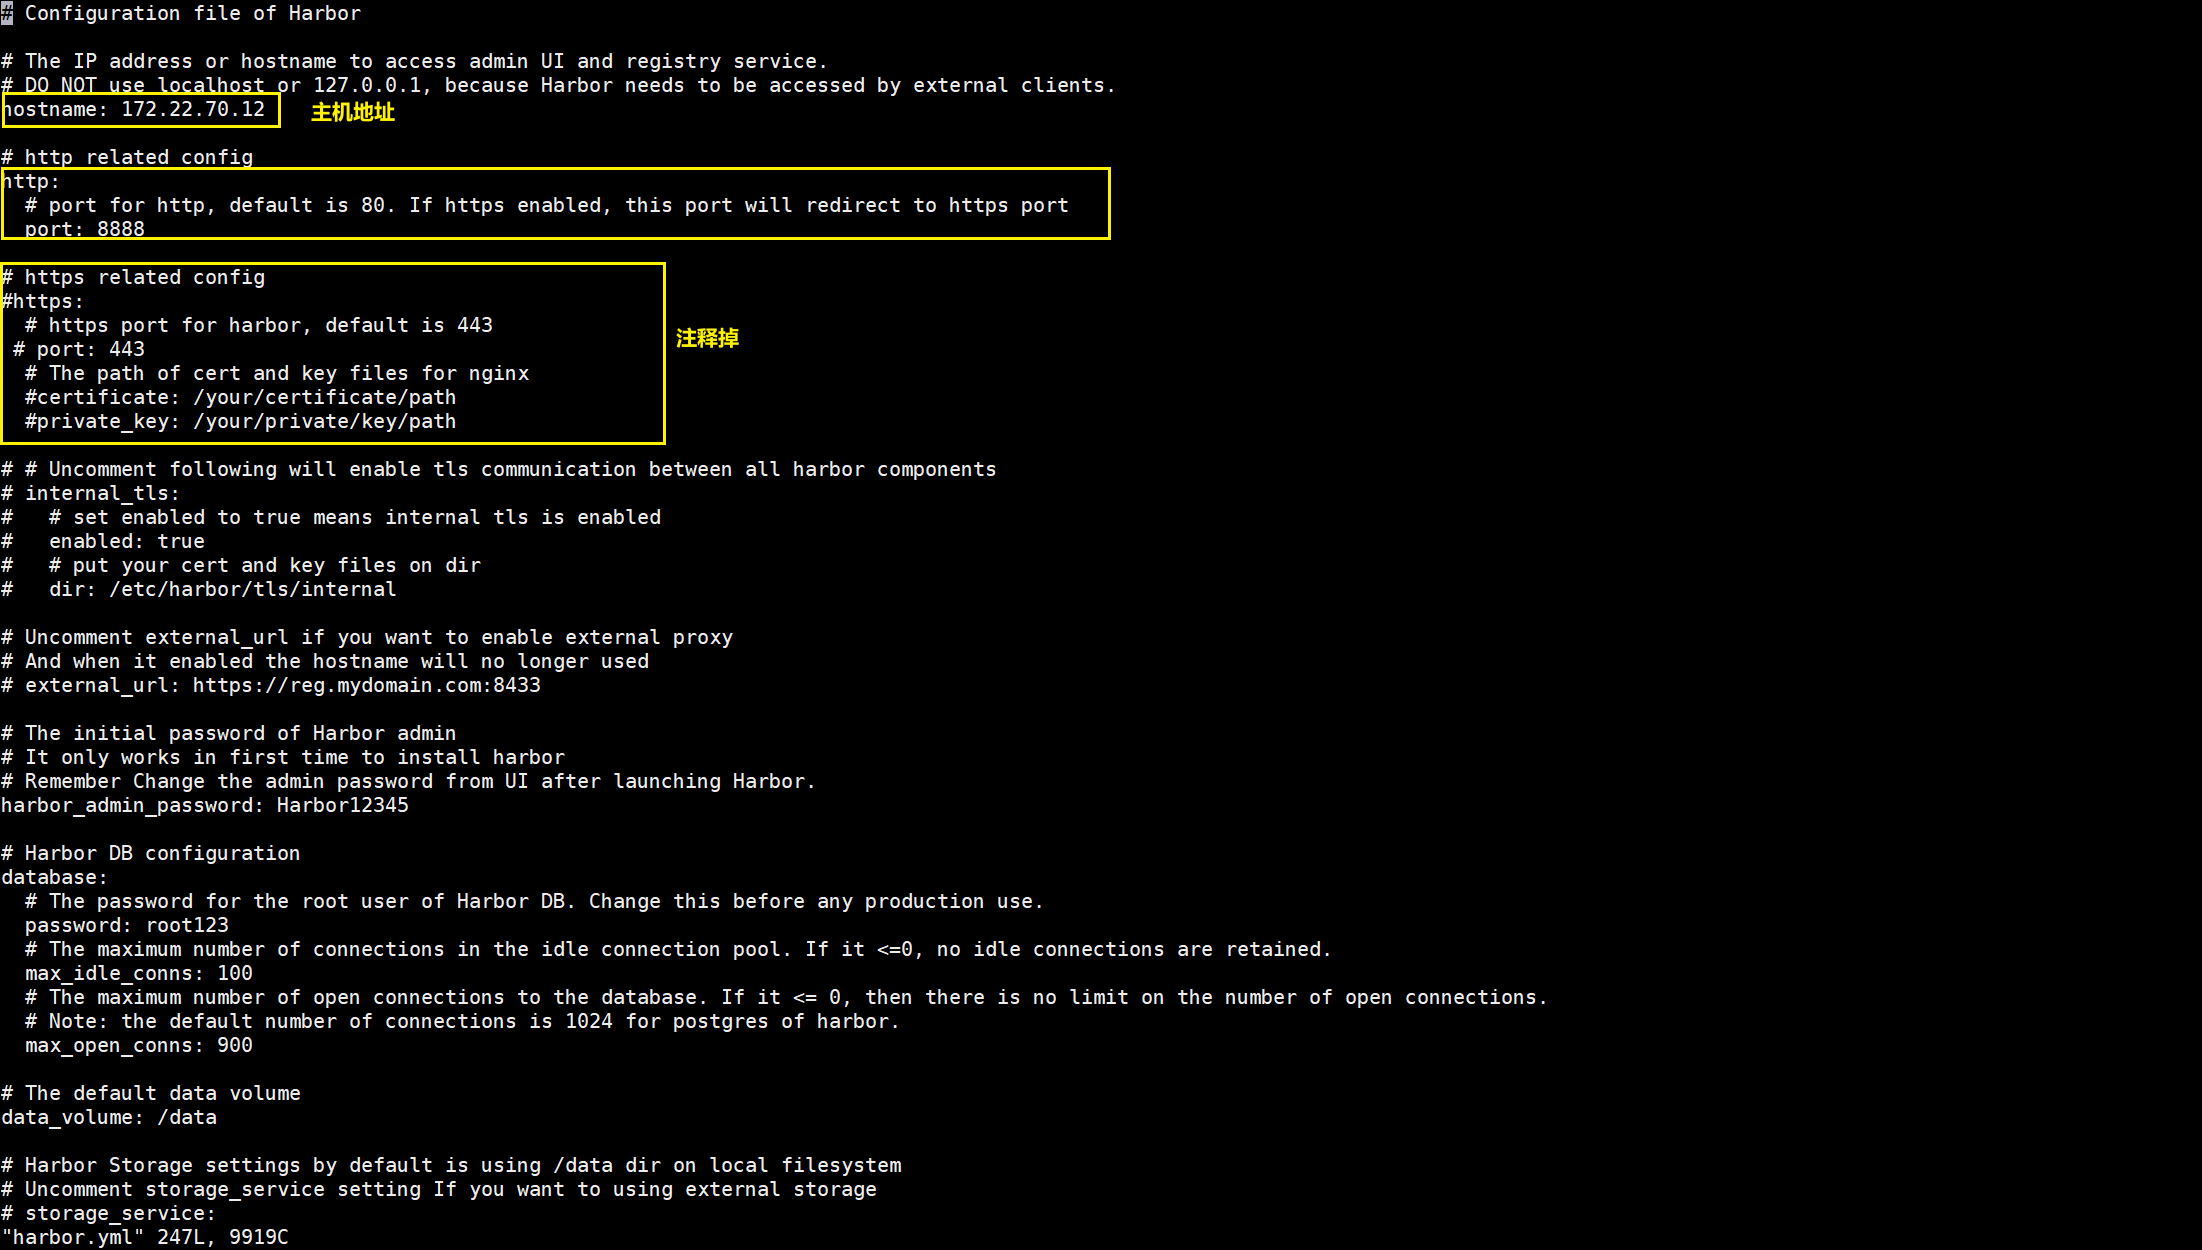 # Configuration file of Harbor
# The IP address or hostname to access admin UI and registry service.
# DO NOT use localhost or 127.0.0.1, because Harbor needs to be accessed by external clients.
hostname: 172.22.70.12 主机地址
# http related config
http:
# port for http, default is 80. If https enabled, this port will redirect to https port
port: 8888
# https related config
#https:
# https port for harbor, default is 443
# port: 443
注释掉
# The path of cert and key files for nginx
#certificate: /your/certificate/path
#private_key: /your/private/key/path
# # Uncomment following will enable tls communication between all harbor components
# internal_tls:
#   # set enabled to true means internal tls is enabled
#   enabled: true
#   # put your cert and key files on dir
#   dir: /etc/harbor/tls/internal
# Uncomment external_url if you want to enable external proxy
# And when it enabled the hostname will no longer used
# external_url: https://reg.mydomain.com:8433
# The initial password of Harbor admin
# It only works in first time to install harbor
# Remember Change the admin password from UI after launching Harbor.
harbor_admin_password: Harbor12345
# Harbor DB configuration
database:
# The password for the root user of Harbor DB. Change this before any production use.
password: root123
# The maximum number of connections in the idle connection pool. If it <=0, no idle connections are retained.
max_idle_conns: 100
# The maximum number of open connections to the database. If it <= 0, then there is no limit on the number of open connections.
# Note: the default number of connections is 1024 for postgres of harbor.
max_open_conns: 900
# The default data volume
data_volume: /data
# Harbor Storage settings by default is using /data dir on local filesystem
# Uncomment storage_service setting If you want to using external storage
# storage_service:
"harbor.yml" 247L, 9919C